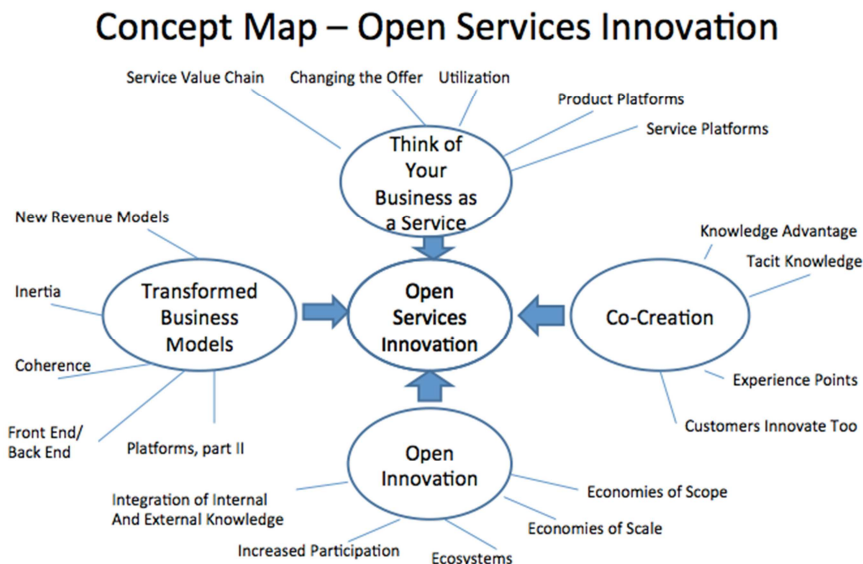 Concept Map – Open Services Innovation
Service Value Chain
Changing the Offer
Utilization
Product Platforms
Service Platforms
Think of
Your
Business as
a Service
New Revenue Models
Inertia
Coherence
Front End/
Back End
Platforms, part II
Transformed
Business
Models
Open
Services
Innovation
Knowledge Advantage
Tacit Knowledge
Co-Creation
Experience Points
Customers Innovate Too
Open
Innovation
Integration of Internal
And External Knowledge
Increased Participation
Ecosystems
Economies of Scale
Economies of Scope